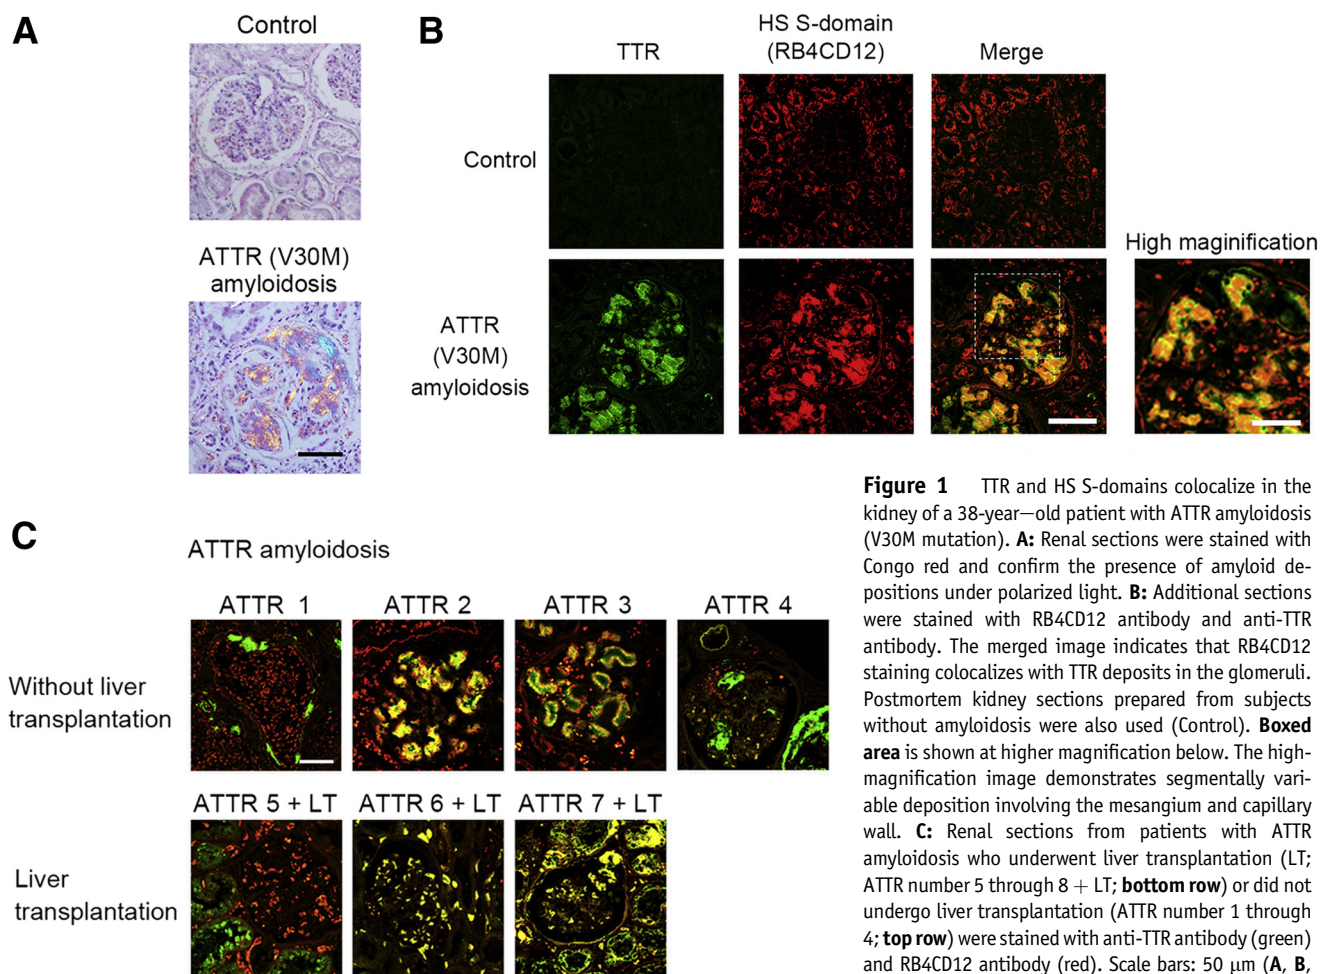 A
Control
ATTR (V30M)
amyloidosis
B
TTR
HS S-domain
(RB4CD12)
Merge
Control
High maginification
ATTR
(V30M)
amyloidosis
C
ATTR amyloidosis
ATTR 1
ATTR 2
ATTR 3
ATTR 4
Without liver
transplantation
ATTR 5 + LT
ATTR 6 + LT
ATTR 7 + LT
Liver
transplantation
Figure 1 TTR and HS S-domains colocalize in the
kidney of a 38-year—old patient with ATTR amyloidosis
(V30M mutation). A: Renal sections were stained with
Congo red and confirm the presence of amyloid de-
positions under polarized light. B: Additional sections
were stained with RB4CD12 antibody and anti-TTR
antibody. The merged image indicates that RB4CD12
staining colocalizes with TTR deposits in the glomeruli.
Postmortem kidney sections prepared from subjects
without amyloidosis were also used (Control). Boxed
area is shown at higher magnification below. The high-
magnification image demonstrates segmentally vari-
able deposition involving the mesangium and capillary
wall. C: Renal sections from patients with ATTR
amyloidosis who underwent liver transplantation (LT;
ATTR number 5 through 8 + LT; bottom row) or did not
undergo liver transplantation (ATTR number 1 through
4; top row) were stained with anti-TTR antibody (green)
and RB4CD12 antibody (red). Scale bars: 50 μm (A, B,